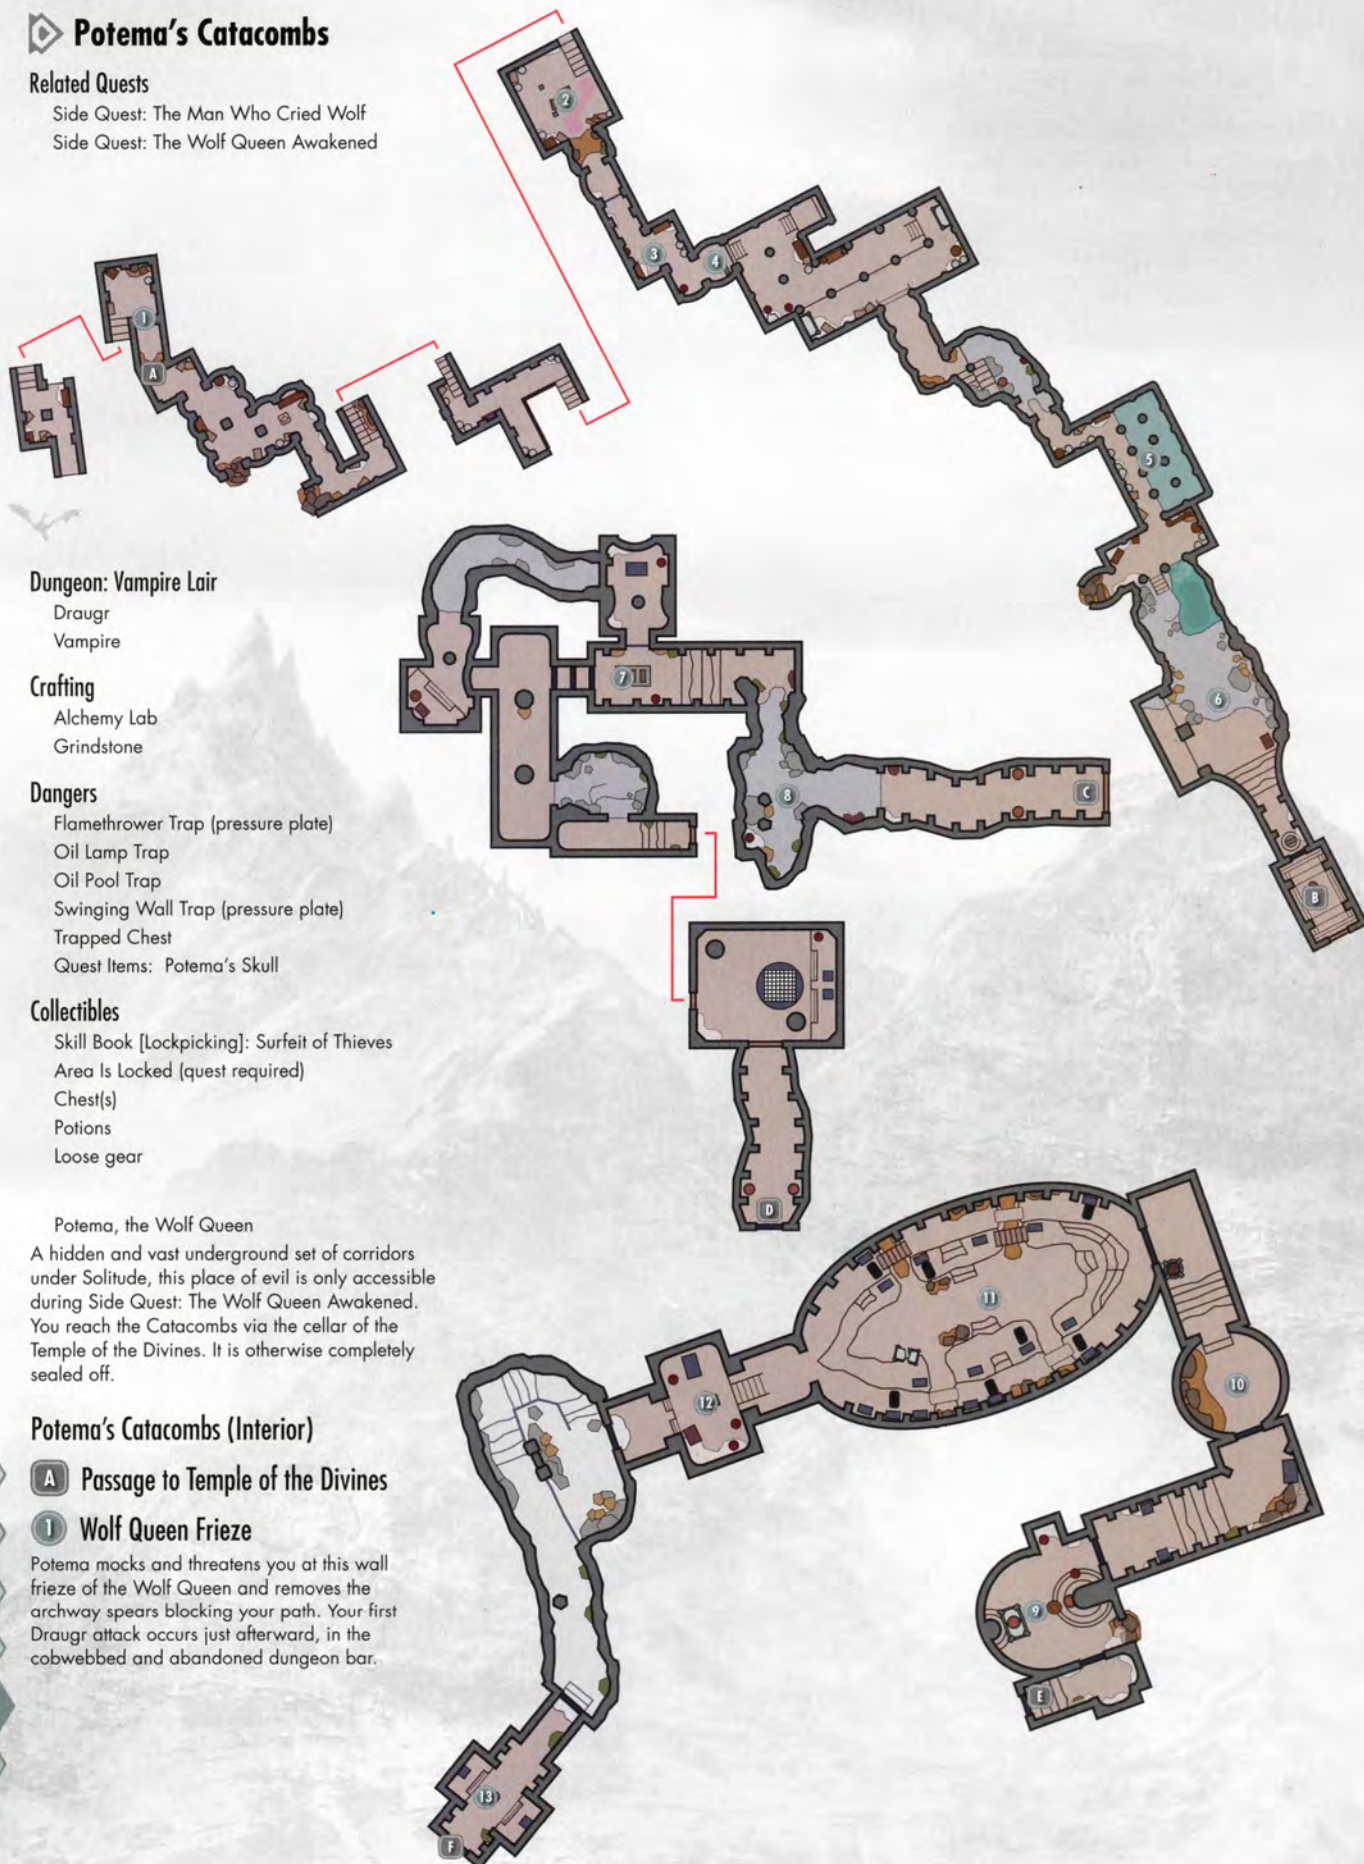 Potema's Catacombs
Related Quests
Side Quest: The Man Who Cried Wolf
Side Quest: The Wolf Queen Awakened
Dungeon: Vampire Lair
Draugr
Vampire
Crafting
Alchemy Lab
Grindstone
Dangers
Flamethrower Trap (pressure plate)
Oil Lamp Trap
Oil Pool Trap
Swinging Wall Trap (pressure plate)
Trapped Chest
Quest Items: Potema's Skull
Collectibles
Skill Book [Lockpicking]: Surfeit of Thieves
Area Is Locked (quest required)
Chest(s)
Potions
Loose gear
Potema, the Wolf Queen
A hidden and vast underground set of corridors
under Solitude, this place of evil is only accessible
during Side Quest: The Wolf Queen Awakened.
You reach the Catacombs via the cellar of the
Temple of the Divines. It is otherwise completely
sealed off.
Potema's Catacombs (Interior)
A Passage to Temple of the Divines
1 Wolf Queen Frieze
Potema mocks and threatens you at this wall
frieze of the Wolf Queen and removes the
archway spears blocking your path. Your first
Draugr attack occurs just afterward, in the
cobwebbed and abandoned dungeon bar.
1
A
2
3
4
5
6
B
7
8
C
D
11
10
12
9
E
13
F